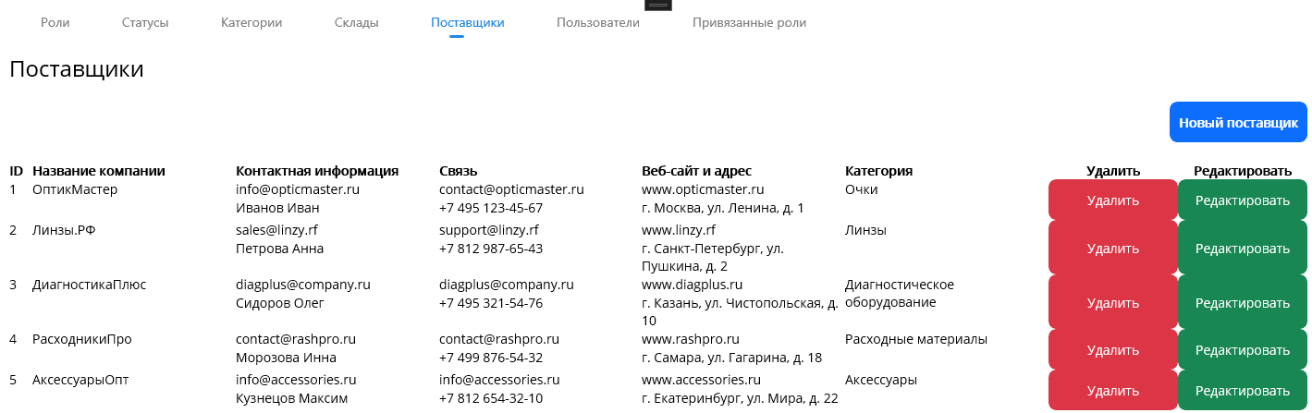 Роли Статусы Категории Склады Поставщики Пользователи Привязанные роли
Поставщики
Новый поставщик
ID Название компании Контактная информация Связь Веб-сайт и адрес Категория Удалить Редактировать
1 ОптикМастер info@opticmaster.ru contact@opticmaster.ru www.opticmaster.ru Очки
Иванов Иван +7 495 123-45-67 г. Москва, ул. Ленина, д. 1
Удалить Редактировать
2 Линзы.РФ sales@linzy.rf support@linzy.rf www.linzy.rf Линзы
Петрова Анна +7 812 987-65-43 г. Санкт-Петербург, ул. Удалить Редактировать
Пушкина, д. 2
3 ДиагностикаПлюс diagplus@company.ru diagplus@company.ru www.diagplus.ru Диагностическое
Сидоров Олег +7 495 321-54-76 г. Казань, ул. Чистопольская, д. оборудование Удалить Редактировать
10
4 РасходникиПро contact@rashpro.ru contact@rashpro.ru www.rashpro.ru Расходные материалы
Морозова Инна +7 499 876-54-32 г. Самара, ул. Гагарина, д. 18
Удалить Редактировать
5 АксессуарыОпт info@accessories.ru info@accessories.ru www.accessories.ru Аксессуары
Кузнецов Максим +7 812 654-32-10 г. Екатеринбург, ул. Мира, д. 22
Удалить Редактировать